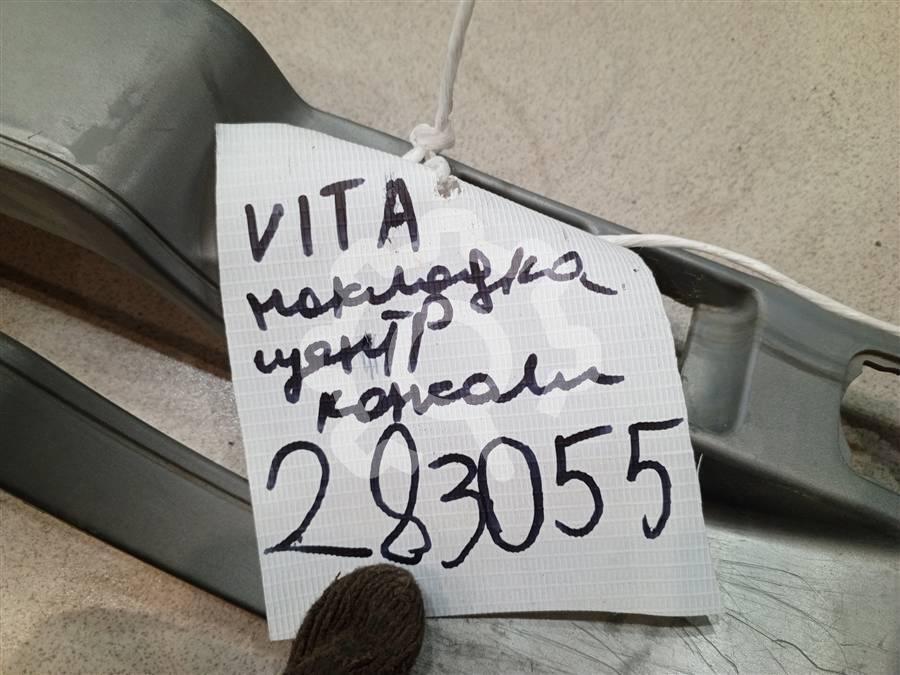 VITA
накладка
центр
консоли
283055